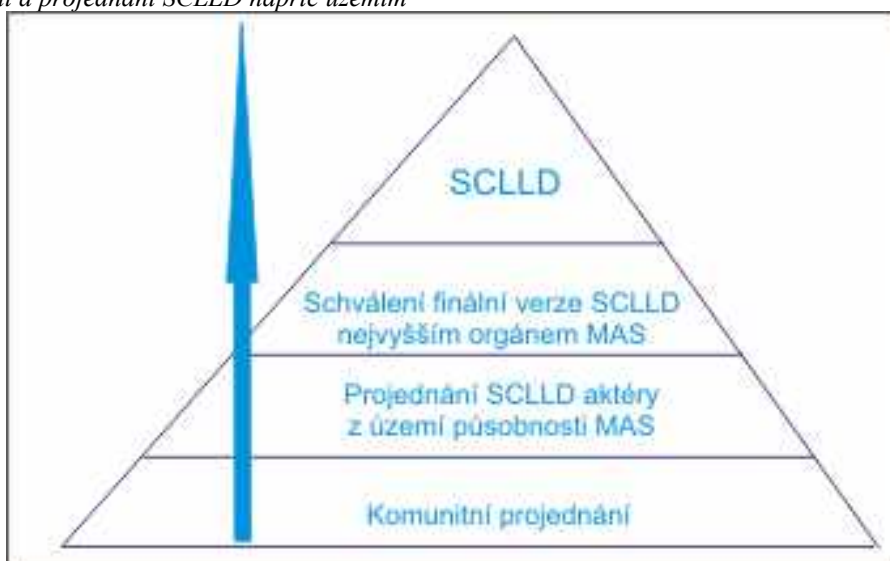 a projednání SCLLD napříč územím
SCLLD
Schválení finální verze SCLLD
nejvyšším orgánem MAS
Projednání SCLLD aktéry
z území působnosti MAS
Komunitní projednání